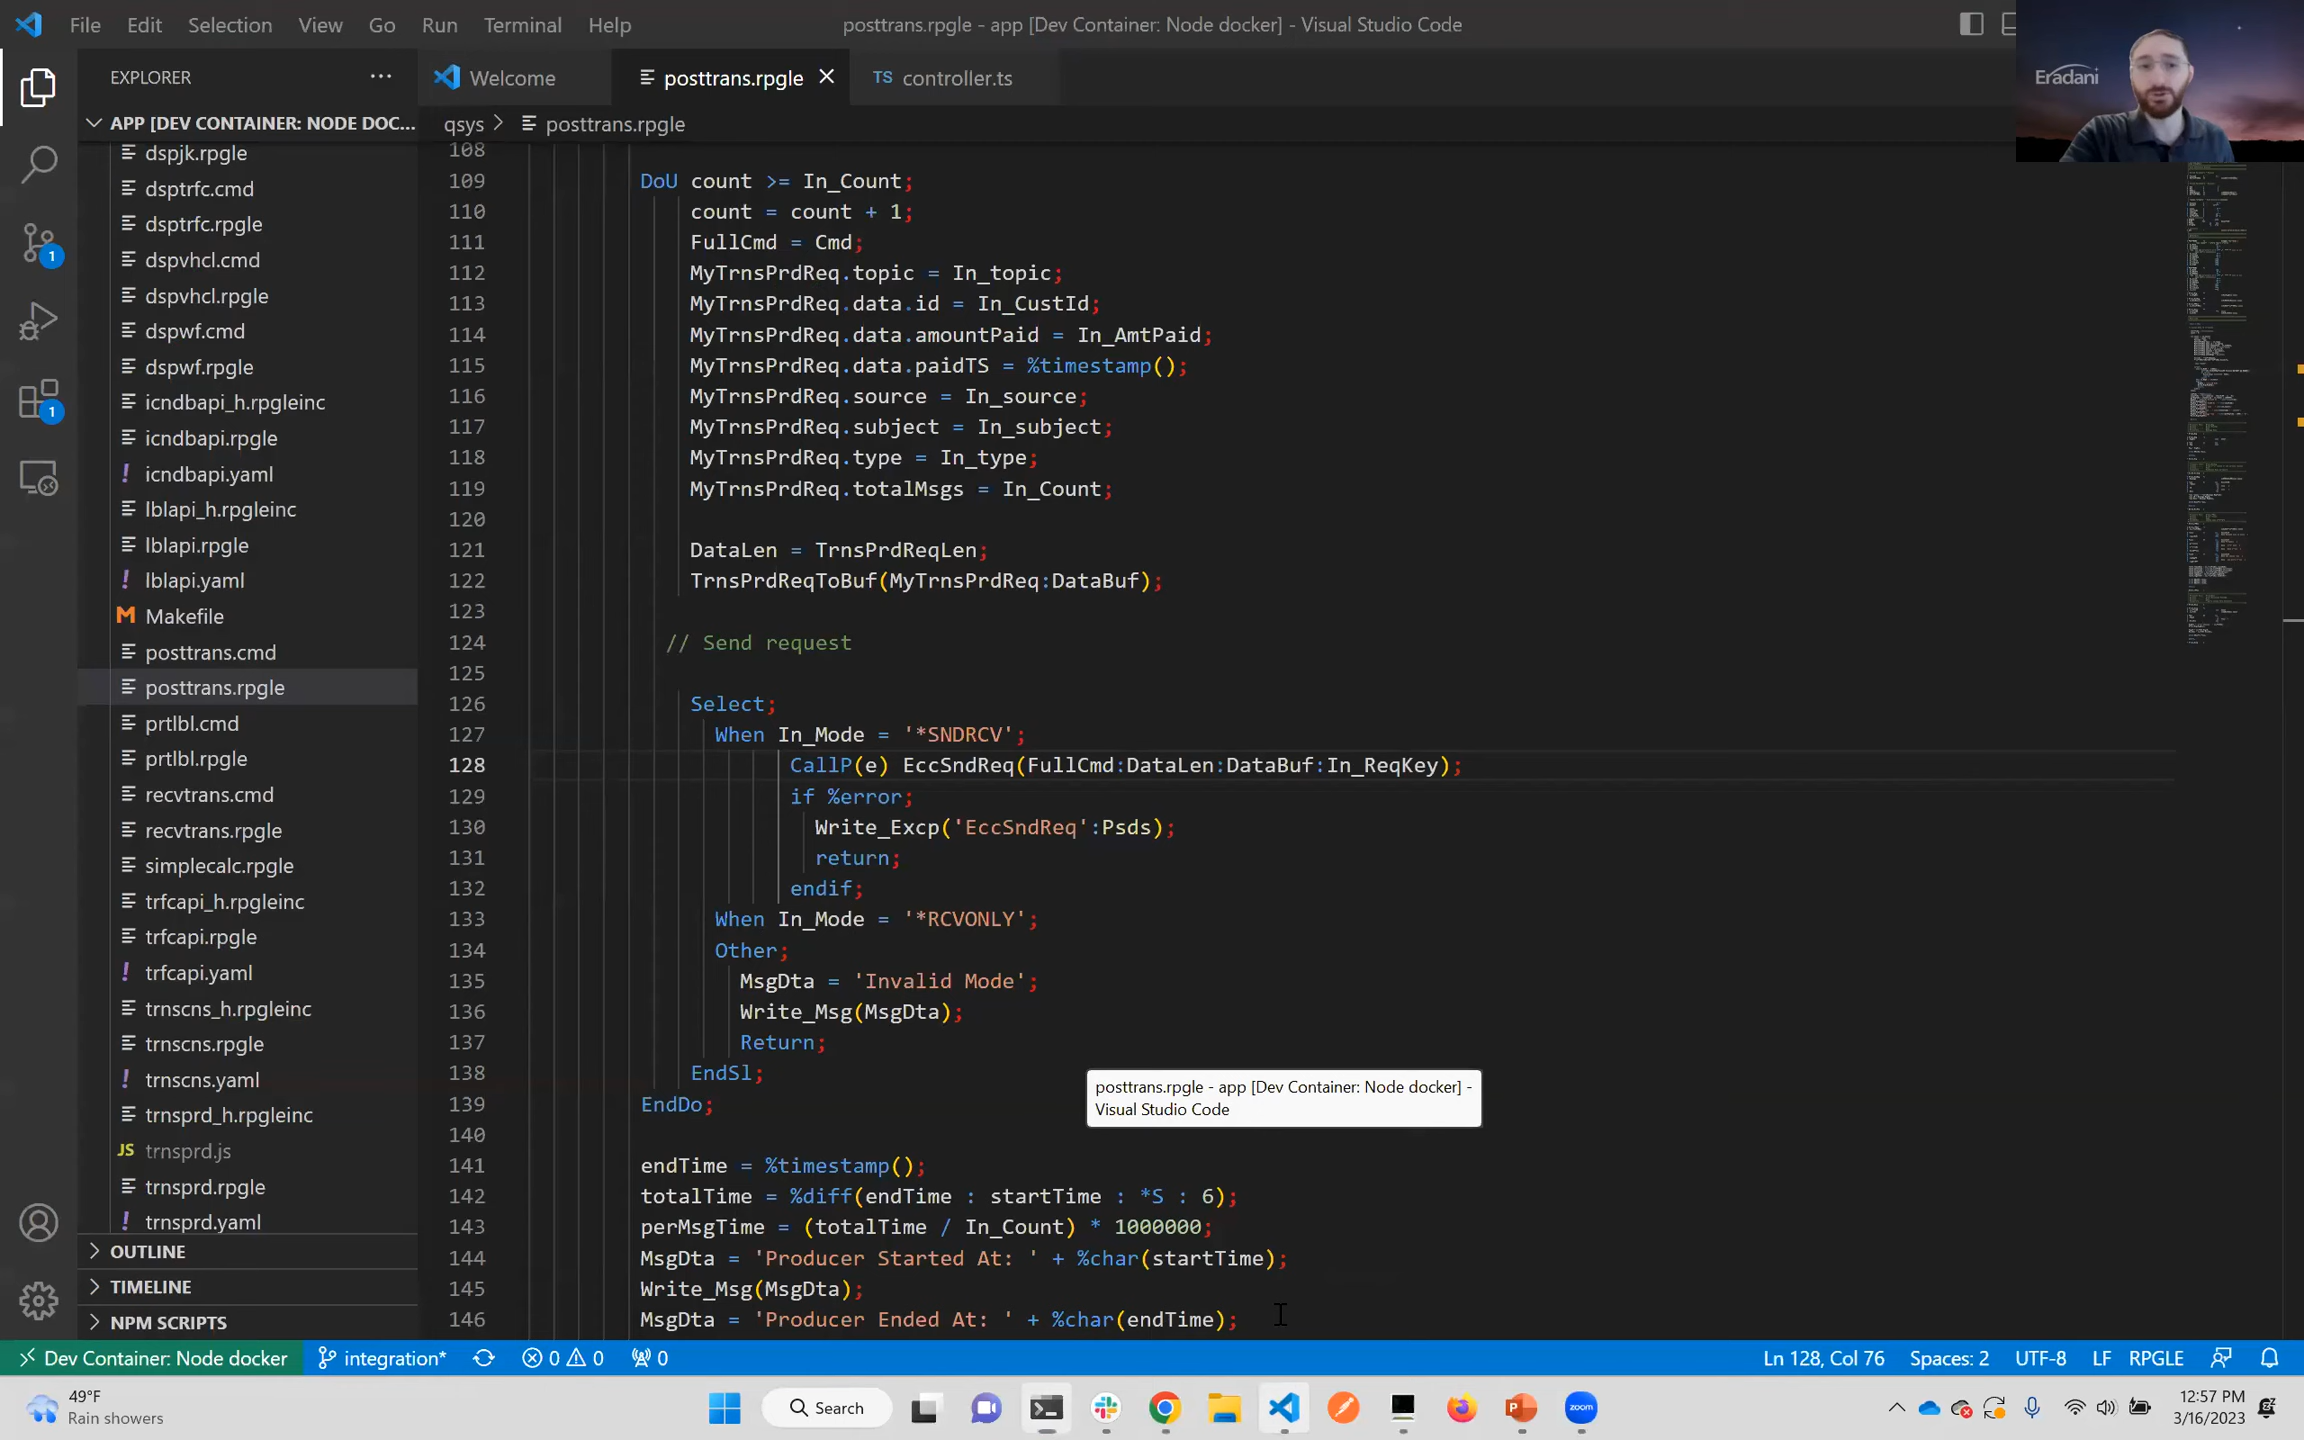 File Edit Selection View Go Run Terminal Help
posttrans.rpgle - app [Dev Container: Node docker] - Visual Studio Code
Eradani
EXPLORER
Welcome
posttrans.rpgle
TS controller.ts
APP [DEV CONTAINER: NODE DOC...
qsys > posttrans.rpgle
dspjk.rpgle
dsptrfc.cmd
dsptrfc.rpgle
dspvhcl.cmd
dspvhcl.rpgle
dspwf.cmd
dspwf.rpgle
icndbapi_h.rpgleinc
icndbapi.rpgle
! icndbapi.yaml
lblapi_h.rpgleinc
lblapi.rpgle
! lblapi.yaml
M Makefile
posttrans.cmd
posttrans.rpgle
prtlbl.cmd
prtlbl.rpgle
recvtrans.cmd
recvtrans.rpgle
simplecalc.rpgle
trfcapi_h.rpgleinc
trfcapi.rpgle
! trfcapi.yaml
trnscns_h.rpgleinc
trnscns.rpgle
! trnscns.yaml
trnsprd_h.rpgleinc
JS trnsprd.js
trnsprd.rpgle
! trnsprd.yaml
OUTLINE
TIMELINE
NPM SCRIPTS
1
1
108
109 DoU count >= In_Count;
110 count = count + 1;
111 FullCmd = Cmd;
112 MyTrnsPrdReq.topic = In_topic;
113 MyTrnsPrdReq.data.id = In_CustId;
114 MyTrnsPrdReq.data.amountPaid = In_AmtPaid;
115 MyTrnsPrdReq.data.paidTS = %timestamp();
116 MyTrnsPrdReq.source = In_source;
117 MyTrnsPrdReq.subject = In_subject;
118 MyTrnsPrdReq.type = In_type;
119 MyTrnsPrdReq.totalMsgs = In_Count;
120
121 DataLen = TrnsPrdReqLen;
122 TrnsPrdReqToBuf(MyTrnsPrdReq:DataBuf);
123
124 // Send request
125
126 Select;
127 When In_Mode = '*SNDRCV';
128 CallP(e) EccSndReq(FullCmd:DataLen:DataBuf:In_ReqKey);
129 if %error;
130 Write_Excp('EccSndReq':Psds);
131 return;
132 endif;
133 When In_Mode = '*RCVONLY';
134 Other;
135 MsgDta = 'Invalid Mode';
136 Write_Msg(MsgDta);
137 Return;
138 EndSl;
139 EndDo;
140
141 endTime = %timestamp();
142 totalTime = %diff(endTime : startTime : *S : 6);
143 perMsgTime = (totalTime / In_Count) * 1000000;
144 MsgDta = 'Producer Started At: ' + %char(startTime);
145 Write_Msg(MsgDta);
146 MsgDta = 'Producer Ended At: ' + %char(endTime);
posttrans.rpgle - app [Dev Container: Node docker] -
Visual Studio Code
Dev Container: Node docker integration* 0 0 0
Ln 128, Col 76 Spaces: 2 UTF-8 LF RPGLE
49°F
Rain showers
Search
zoom
12:57 PM
3/16/2023